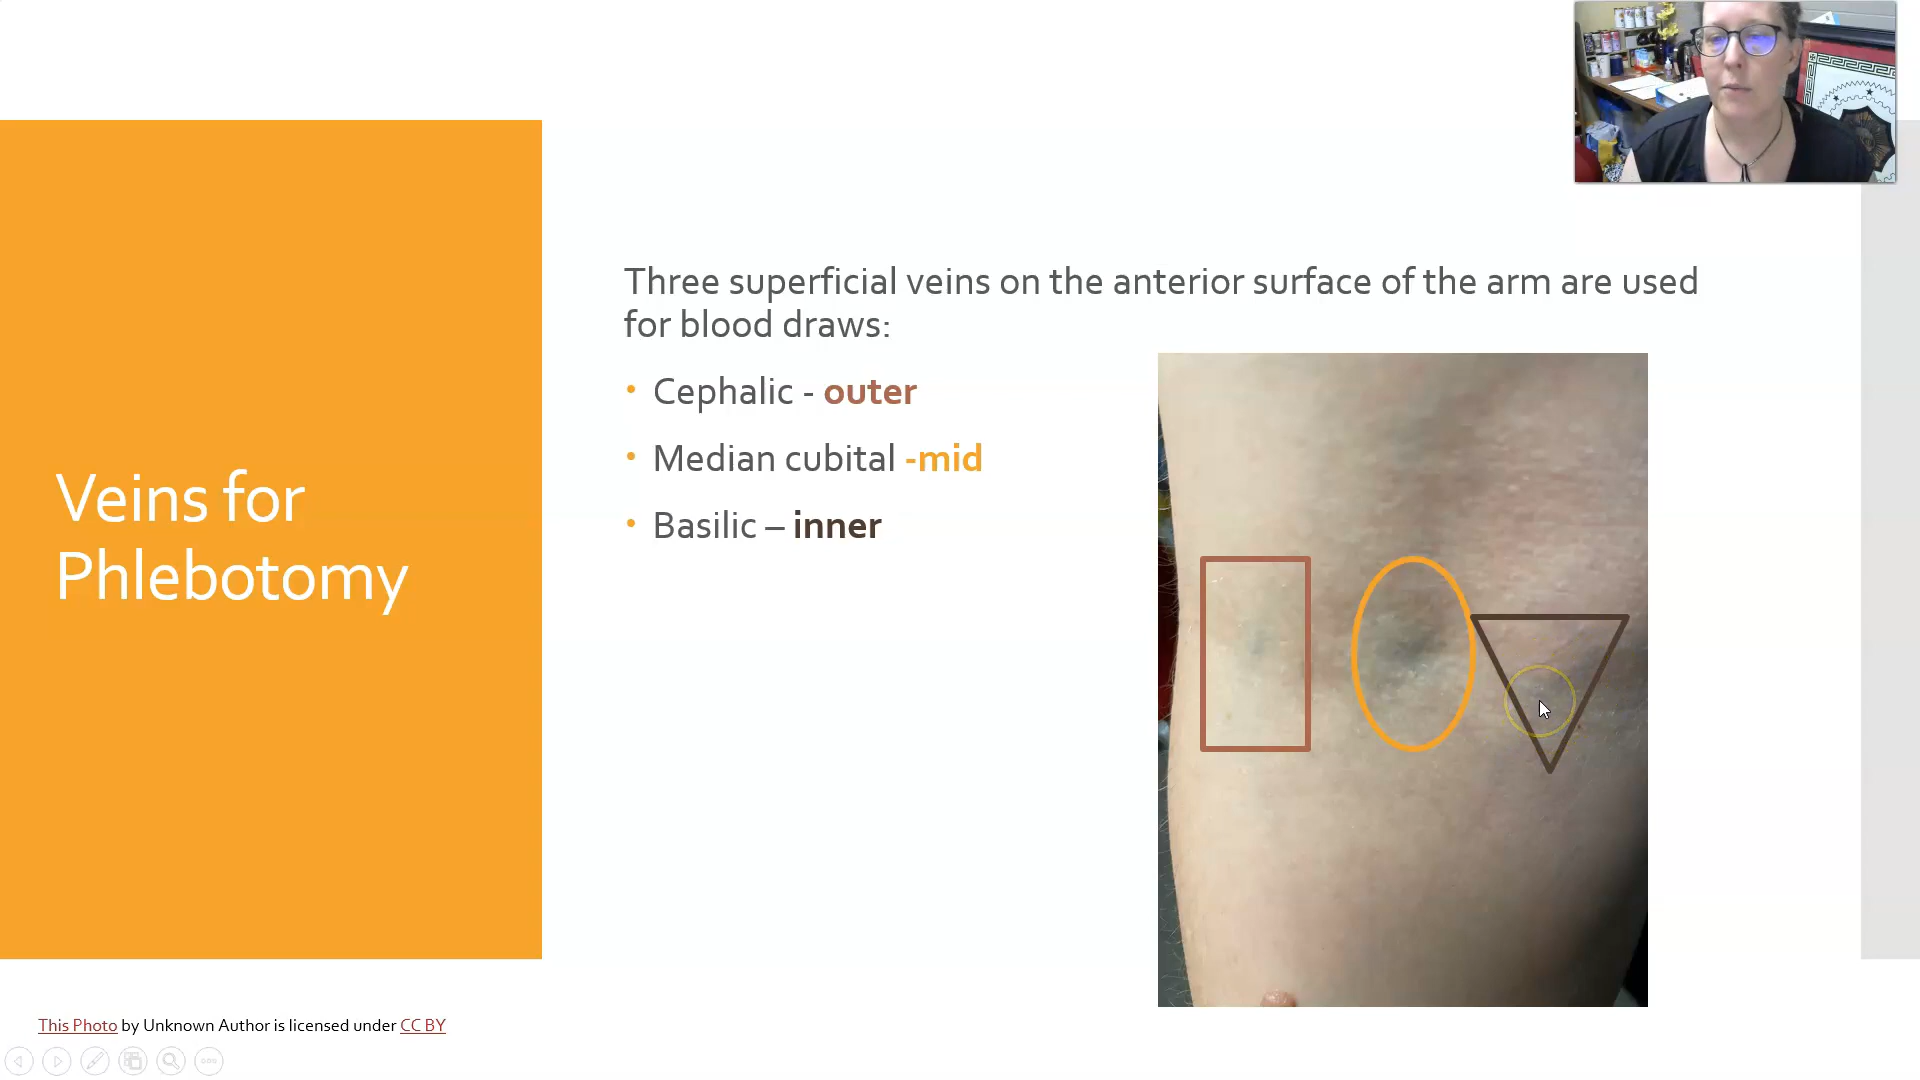 Veins for
Phlebotomy
Three superficial veins on the anterior surface of the arm are used
for blood draws:
• Cephalic - outer
• Median cubital -mid
• Basilic – inner
This Photo by Unknown Author is licensed under CC BY